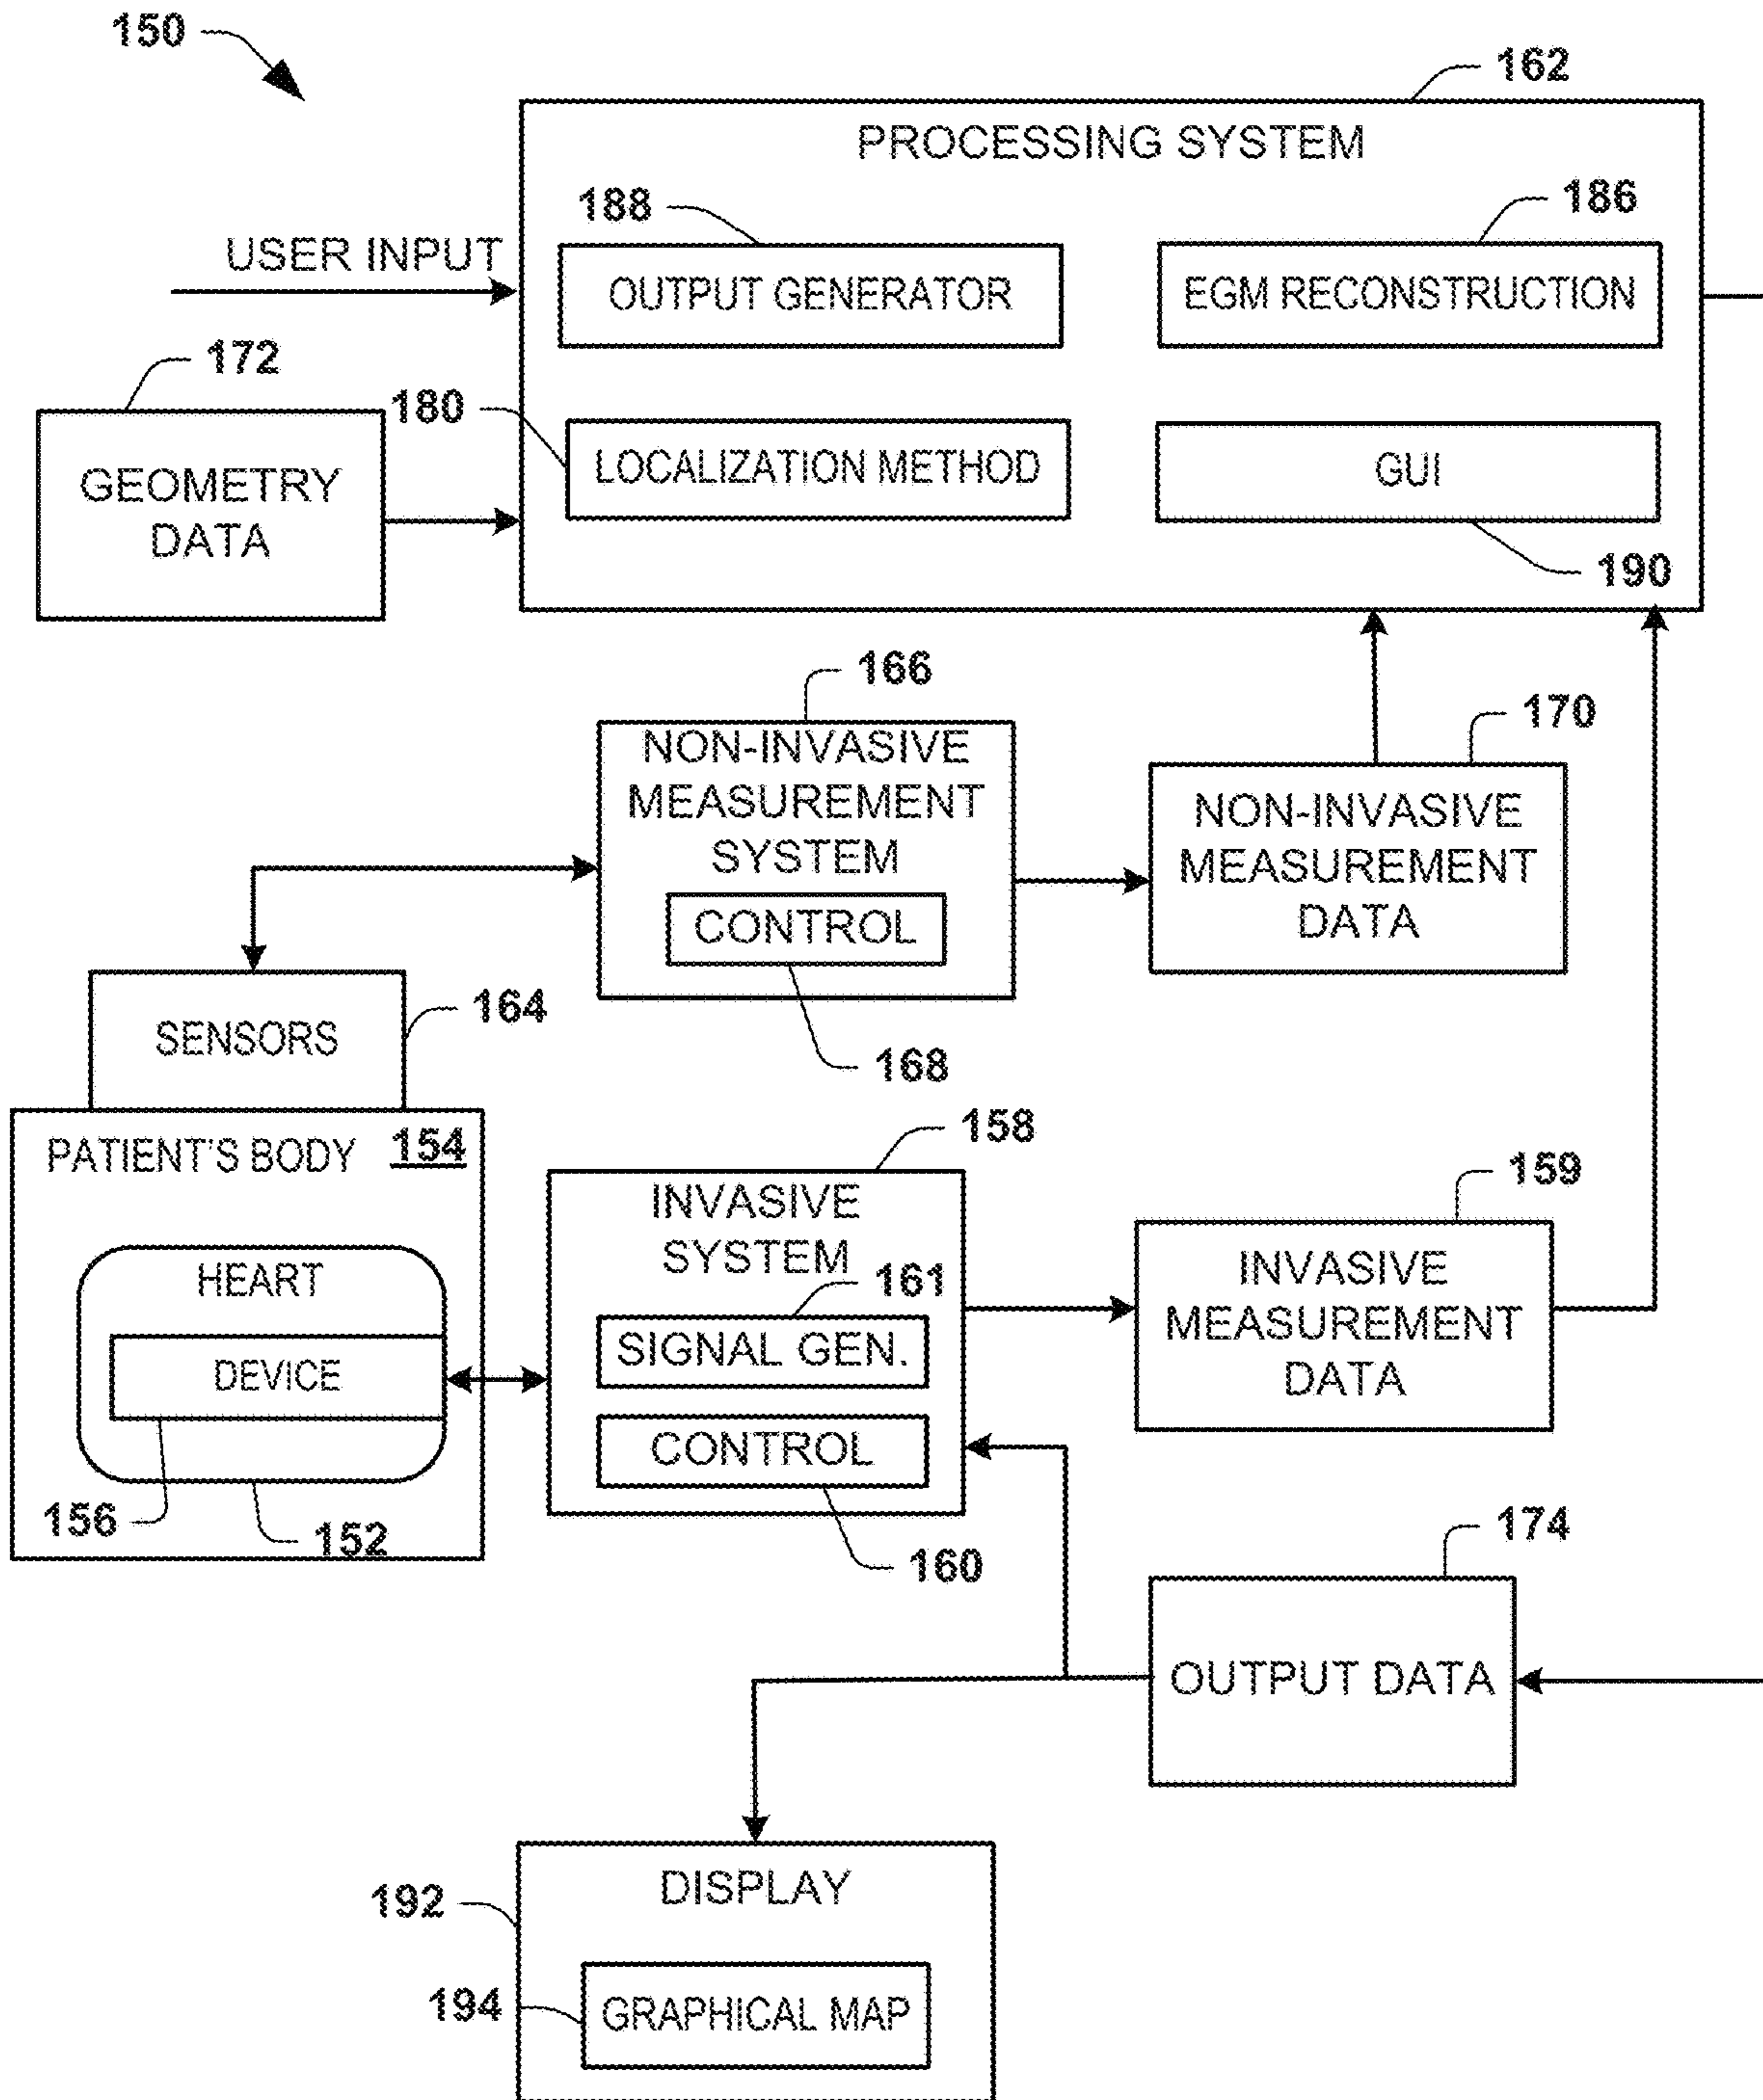 150
162
PROCESSING SYSTEM
188
186
USER INPUT
OUTPUT GENERATOR
EGM RECONSTRUCTION
172
180
GEOMETRY
DATA
LOCALIZATION METHOD
GUI
190
166
170
NON-INVASIVE
MEASUREMENT
SYSTEM
CONTROL
NON-INVASIVE
MEASUREMENT
DATA
164
SENSORS
168
158
PATIENT'S BODY 154
159
INVASIVE
SYSTEM
161
HEART
INVASIVE
MEASUREMENT
DATA
SIGNAL GEN.
DEVICE
CONTROL
156
152
160
174
OUTPUT DATA
DISPLAY
192
194
GRAPHICAL MAP